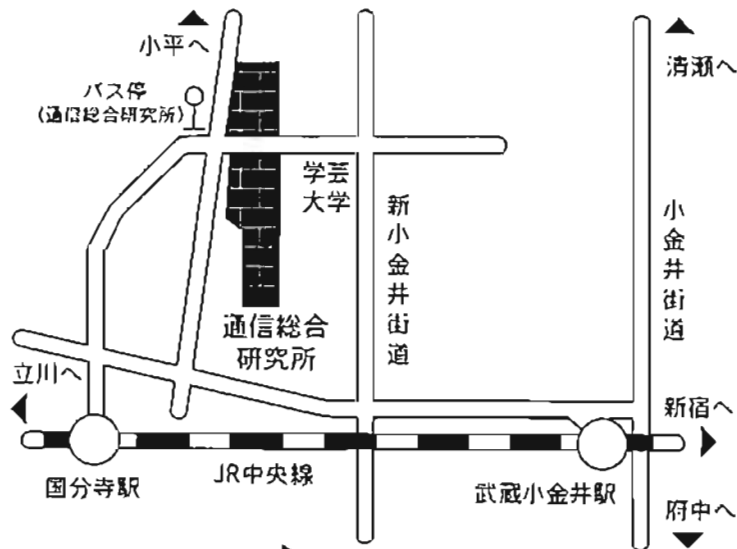 小平へ
清瀬へ
バス停
(通信総合研究所)
学芸
大学
新小金井街道
小金井街道
通信総合
研究所
立川へ
新宿へ
国分寺駅
JR中央線
武蔵小金井駅
府中へ